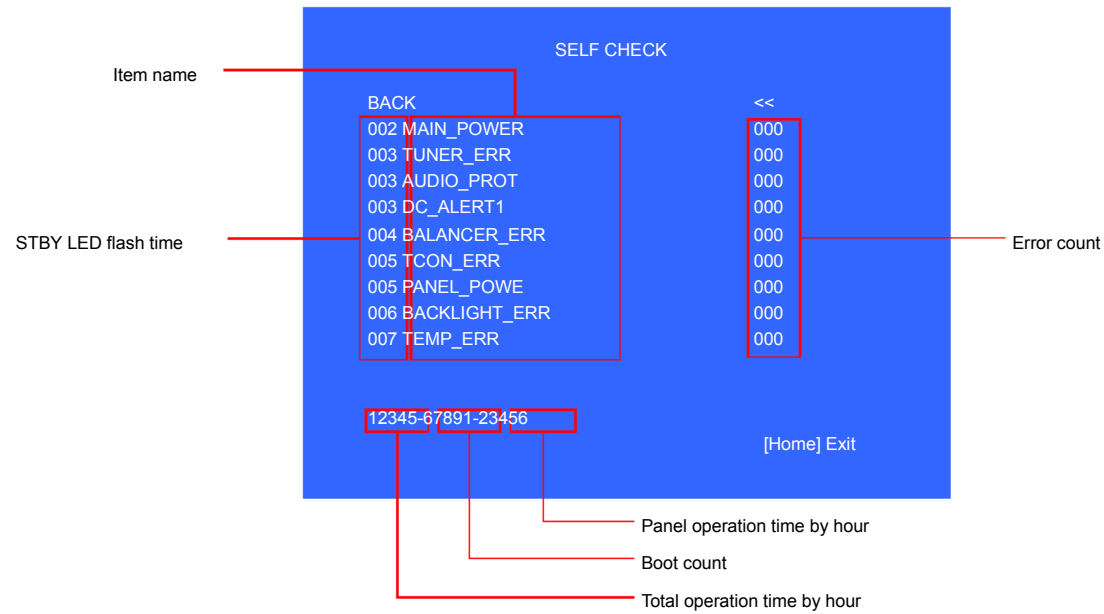 SELF CHECK
Item name
BACK <<
002 MAIN_POWER 000
003 TUNER_ERR 000
003 AUDIO_PROT 000
003 DC_ALERT1 000
STBY LED flash time
004 BALANCER_ERR 000
Error count
005 TCON_ERR 000
005 PANEL_POWE 000
006 BACKLIGHT_ERR 000
007 TEMP_ERR 000
12345-67891-23456
[Home] Exit
Panel operation time by hour
Boot count
Total operation time by hour